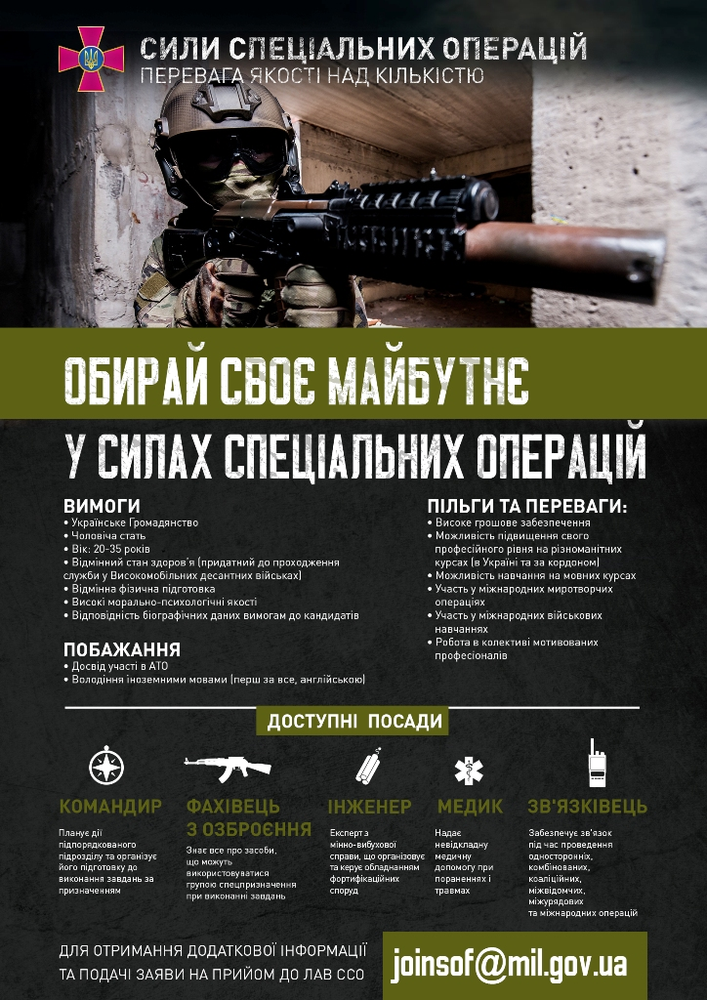 СИЛИ СПЕЦІАЛЬНИХ ОПЕРАЦІЙ
ПЕРЕВАГА ЯКОСТІ НАД КІЛЬКІСТЮ
ОБИРАЙ СВОЄ МАЙБУТНЄ
У СИЛАХ СПЕЦІАЛЬНИХ ОПЕРАЦІЙ
ВИМОГИ
• Українське Громадянство
• Чоловіча стать
• Вік: 20-35 років
• Відмінний стан здоров'я (придатний до проходження
служби у Високомобільних десантних військах)
• Відмінна фізична підготовка
• Високі морально-психологічні якості
• Відповідність біографічних даних вимогам до кандидатів
ПОБАЖАННЯ
• Досвід участі в АТО
• Володіння іноземними мовами (перш за все, англійською)
ПІЛЬГИ ТА ПЕРЕВАГИ:
• Високе грошове забезпечення
• Можливість підвищення свого
професійного рівня на різноманітних
курсах (в Україні та за кордоном)
• Можливість навчання на мовних курсах
• Участь у міжнародних миротворчих
операціях
• Участь у міжнародних військових
навчаннях
• Робота в колективі мотивованих
професіоналів
ДОСТУПНІ ПОСАДИ
КОМАНДИР
Планує дії
підпорядкованого
підрозділу та організує
його підготовку до
виконання завдань за
призначенням
ФАХІВЕЦЬ
З ОЗБРОЄННЯ
Знає все про засоби,
що можуть
використовуватися
групою спецпризначення
при виконанні завдань
ІНЖЕНЕР
Експерт з
мінно-вибухової
справи, що організовує
та керує обладнанням
фортифікаційних
споруд
МЕДИК
Надає
невідкладну
медичну
допомогу при
пораненнях і
травмах
ЗВ'ЯЗКІВЕЦЬ
Забезпечує зв'язок
під час проведення
односторонніх,
комбінованих,
коаліційних,
міжвидомчих,
міжурядових
та міжнародних операцій
ДЛЯ ОТРИМАННЯ ДОДАТКОВОЇ ІНФОРМАЦІЇ
ТА ПОДАЧІ ЗАЯВИ НА ПРИЙОМ ДО ЛАВ ССО
joinsof@mil.gov.ua